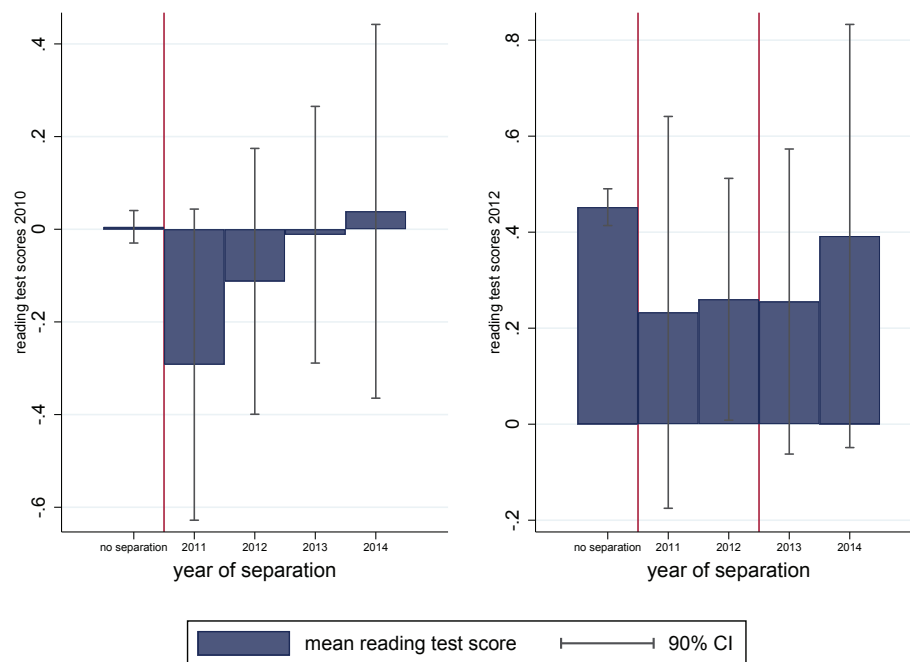 reading test scores 2010
.4
.2
0
-.2
-.4
-.6
no separation 2011 2012 2013 2014
year of separation
reading test scores 2012
.8
.6
.4
.2
0
-.2
no separation 2011 2012 2013 2014
year of separation
mean reading test score 90% CI